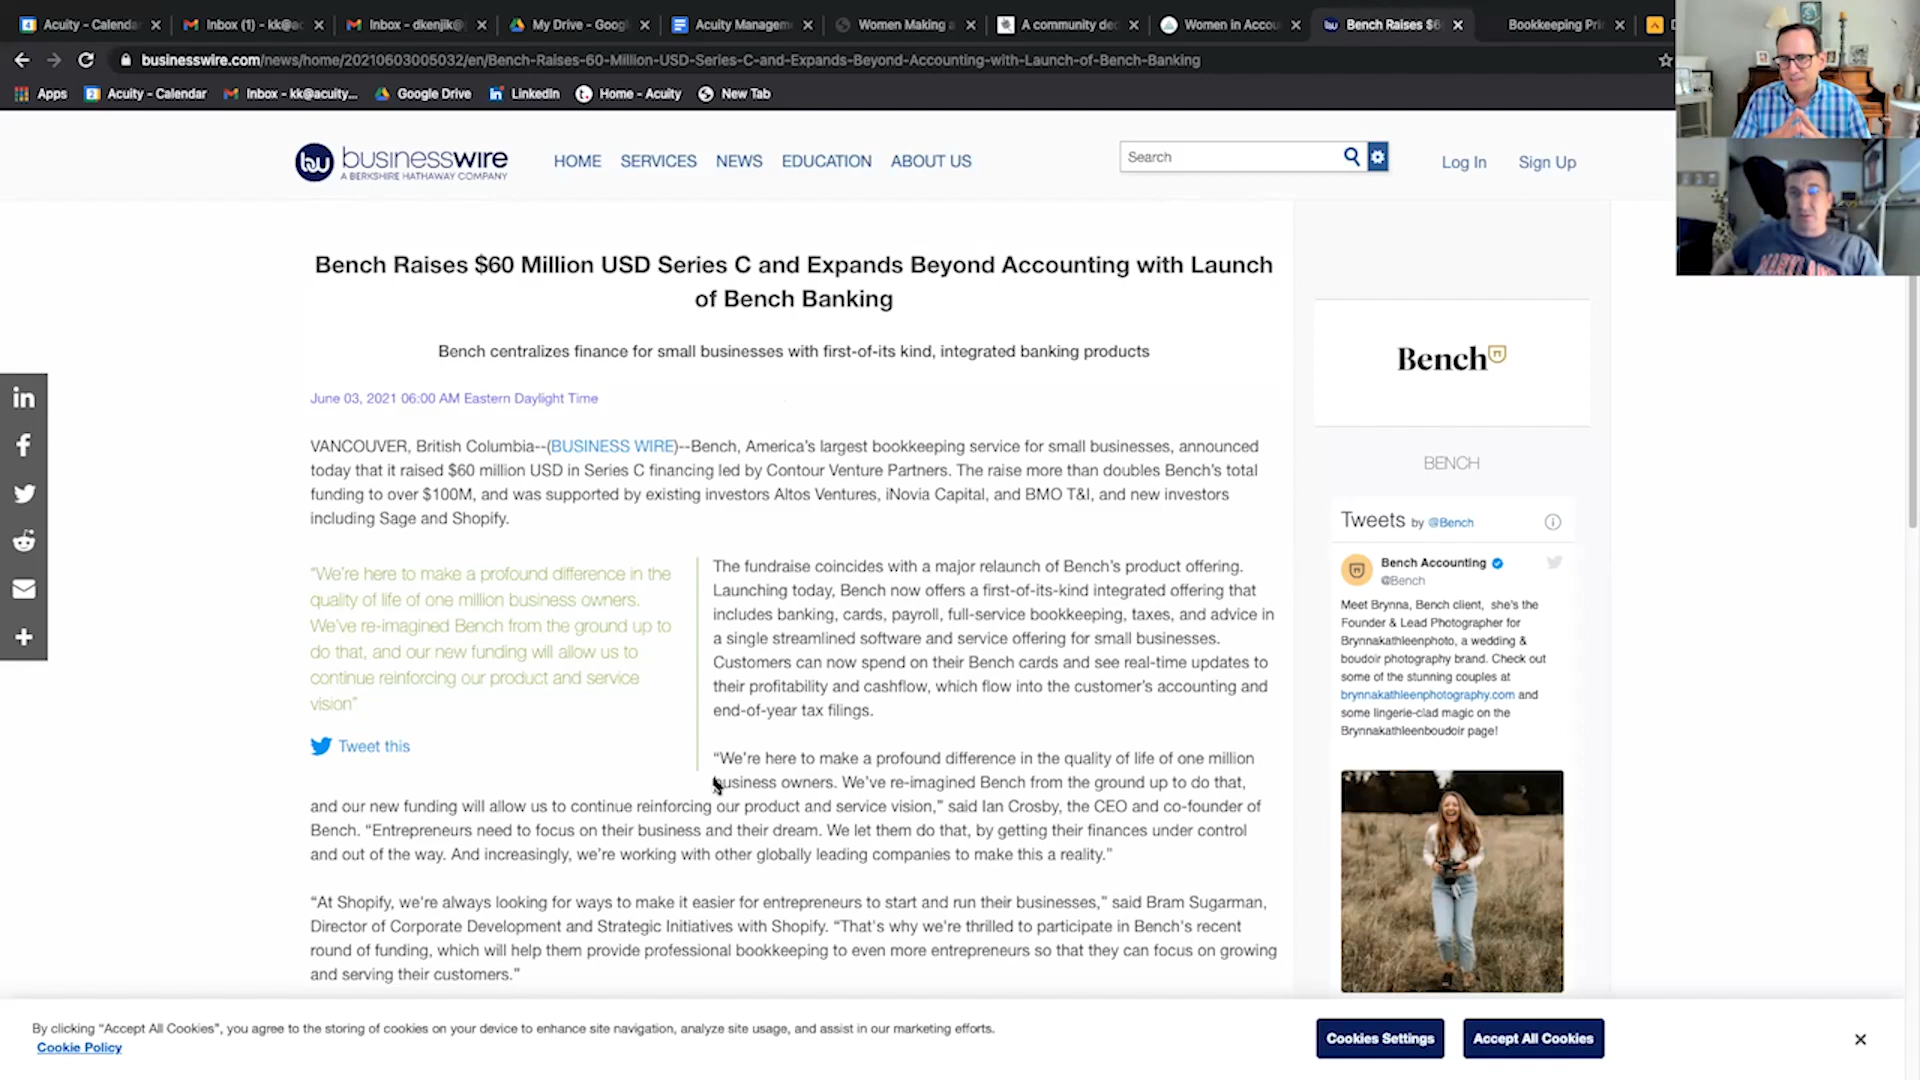 Acuity - Calenda
Inbox (1) - kk@ac
Inbox - dkenjik@
My Drive - Googl
Acuity Managem
Women Making a
A community dec
Women in Accou
Bench Raises $6
Bookkeeping Pri
businesswire.com/news/home/20210603005032/en/Bench-Raises-60-Million-USD-Series-C-and-Expands-Beyond-Accounting-with-Launch-of-Bench-Banking
Apps
Acuity - Calendar
Inbox - kk@acuity...
Google Drive
LinkedIn
Home - Acuity
New Tab
businesswire
A BERKSHIRE HATHAWAY COMPANY
HOME SERVICES NEWS EDUCATION ABOUT US
Search
Log In Sign Up
Bench Raises $60 Million USD Series C and Expands Beyond Accounting with Launch
of Bench Banking
Bench centralizes finance for small businesses with first-of-its kind, integrated banking products
June 03, 2021 06:00 AM Eastern Daylight Time
VANCOUVER, British Columbia--(BUSINESS WIRE)--Bench, America's largest bookkeeping service for small businesses, announced
today that it raised $60 million USD in Series C financing led by Contour Venture Partners. The raise more than doubles Bench's total
funding to over $100M, and was supported by existing investors Altos Ventures, iNovia Capital, and BMO T&I, and new investors
including Sage and Shopify.
“We're here to make a profound difference in the
quality of life of one million business owners.
We've re-imagined Bench from the ground up to
do that, and our new funding will allow us to
continue reinforcing our product and service
vision”
Tweet this
The fundraise coincides with a major relaunch of Bench's product offering.
Launching today, Bench now offers a first-of-its-kind integrated offering that
includes banking, cards, payroll, full-service bookkeeping, taxes, and advice in
a single streamlined software and service offering for small businesses.
Customers can now spend on their Bench cards and see real-time updates to
their profitability and cashflow, which flow into the customer's accounting and
end-of-year tax filings.
“We're here to make a profound difference in the quality of life of one million
business owners. We've re-imagined Bench from the ground up to do that,
and our new funding will allow us to continue reinforcing our product and service vision,” said Ian Crosby, the CEO and co-founder of
Bench. “Entrepreneurs need to focus on their business and their dream. We let them do that, by getting their finances under control
and out of the way. And increasingly, we're working with other globally leading companies to make this a reality.”
“At Shopify, we're always looking for ways to make it easier for entrepreneurs to start and run their businesses,” said Bram Sugarman,
Director of Corporate Development and Strategic Initiatives with Shopify. “That's why we're thrilled to participate in Bench's recent
round of funding, which will help them provide professional bookkeeping to even more entrepreneurs so that they can focus on growing
and serving their customers.”
Bench
BENCH
Tweets by @Bench
Bench Accounting
@Bench
Meet Brynna, Bench client, she's the
Founder & Lead Photographer for
Brynnakathleenphoto, a wedding &
boudoir photography brand. Check out
some of the stunning couples at
brynnakathleenphotography.com and
some lingerie-clad magic on the
Brynnakathleenboudoir page!
By clicking “Accept All Cookies”, you agree to the storing of cookies on your device to enhance site navigation, analyze site usage, and assist in our marketing efforts.
Cookie Policy
Cookies Settings
Accept All Cookies